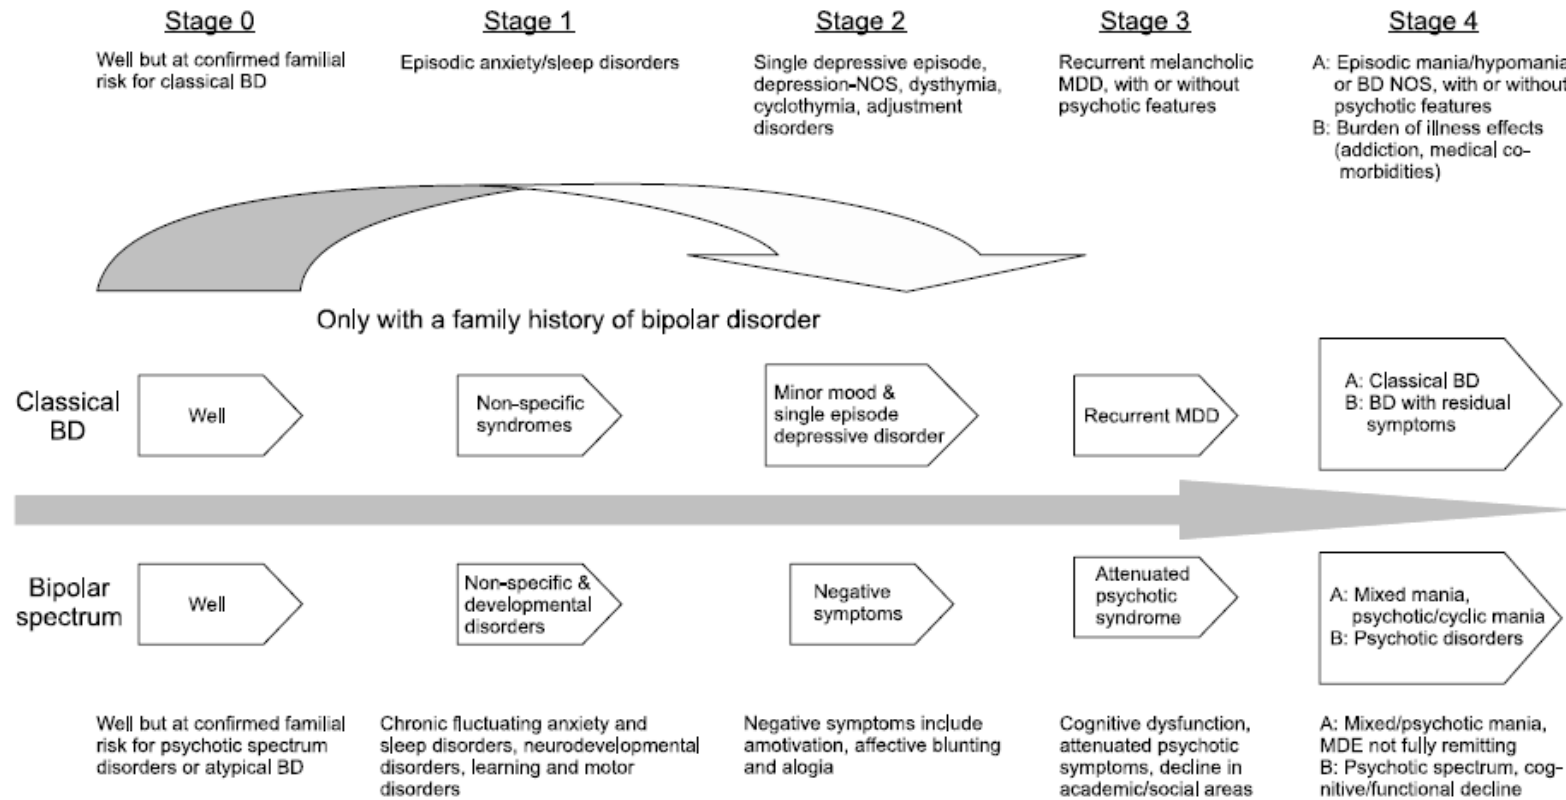 Stage 0
Stage 1
Stage 2
Stage 3
Stage 4
Well but at confirmed familial
risk for classical BD
Episodic anxiety/sleep disorders
Single depressive episode,
depression-NOS, dysthymia,
cyclothymia, adjustment
disorders
Recurrent melancholic
MDD, with or without
psychotic features
A: Episodic mania/hypomania
or BD NOS, with or without
psychotic features
B: Burden of illness effects
(addiction, medical co-
morbidities)
Only with a family history of bipolar disorder
Classical
BD
Well
Non-specific
syndromes
Minor mood &
single episode
depressive disorder
Recurrent MDD
A: Classical BD
B: BD with residual
symptoms
Bipolar
spectrum
Well
Non-specific &
developmental
disorders
Negative
symptoms
Attenuated
psychotic
syndrome
A: Mixed mania,
psychotic/cyclic mania
B: Psychotic disorders
Well but at confirmed familial
risk for psychotic spectrum
disorders or atypical BD
Chronic fluctuating anxiety and
sleep disorders, neurodevelopmental
disorders, learning and motor
disorders
Negative symptoms include
amotivation, affective blunting
and alogia
Cognitive dysfunction,
attenuated psychotic
symptoms, decline in
academic/social areas
A: Mixed/psychotic mania,
MDE not fully remitting
B: Psychotic spectrum, cog-
nitive/functional decline